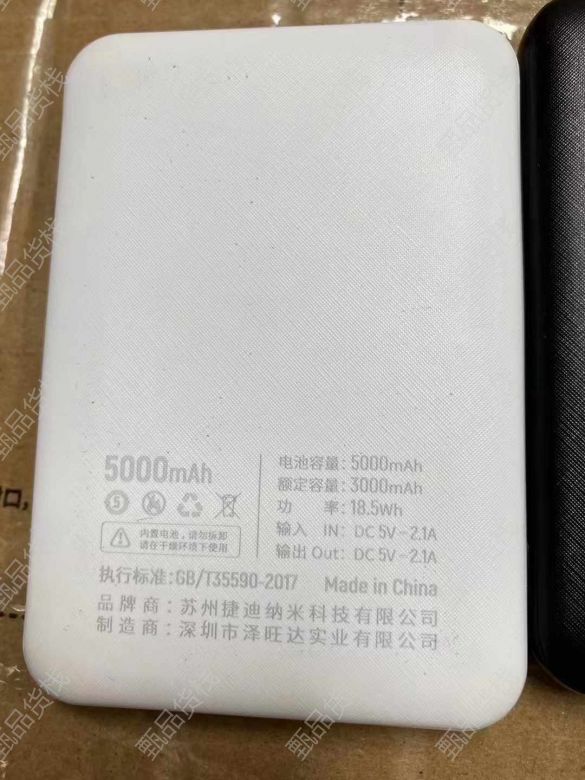 5000mAh
5
内置电池，请勿拆卸
请在干燥环境下使用
电池容量：5000mAh
额定容量：3000mAh
功 率：18.5Wh
输入 IN：DC 5V⎓2.1A
输出 Out：DC 5V⎓2.1A
执行标准：GB/T35590-2017 Made in China
品牌商：苏州捷迪纳米科技有限公司
制造商：深圳市泽旺达实业有限公司
甄品货栈